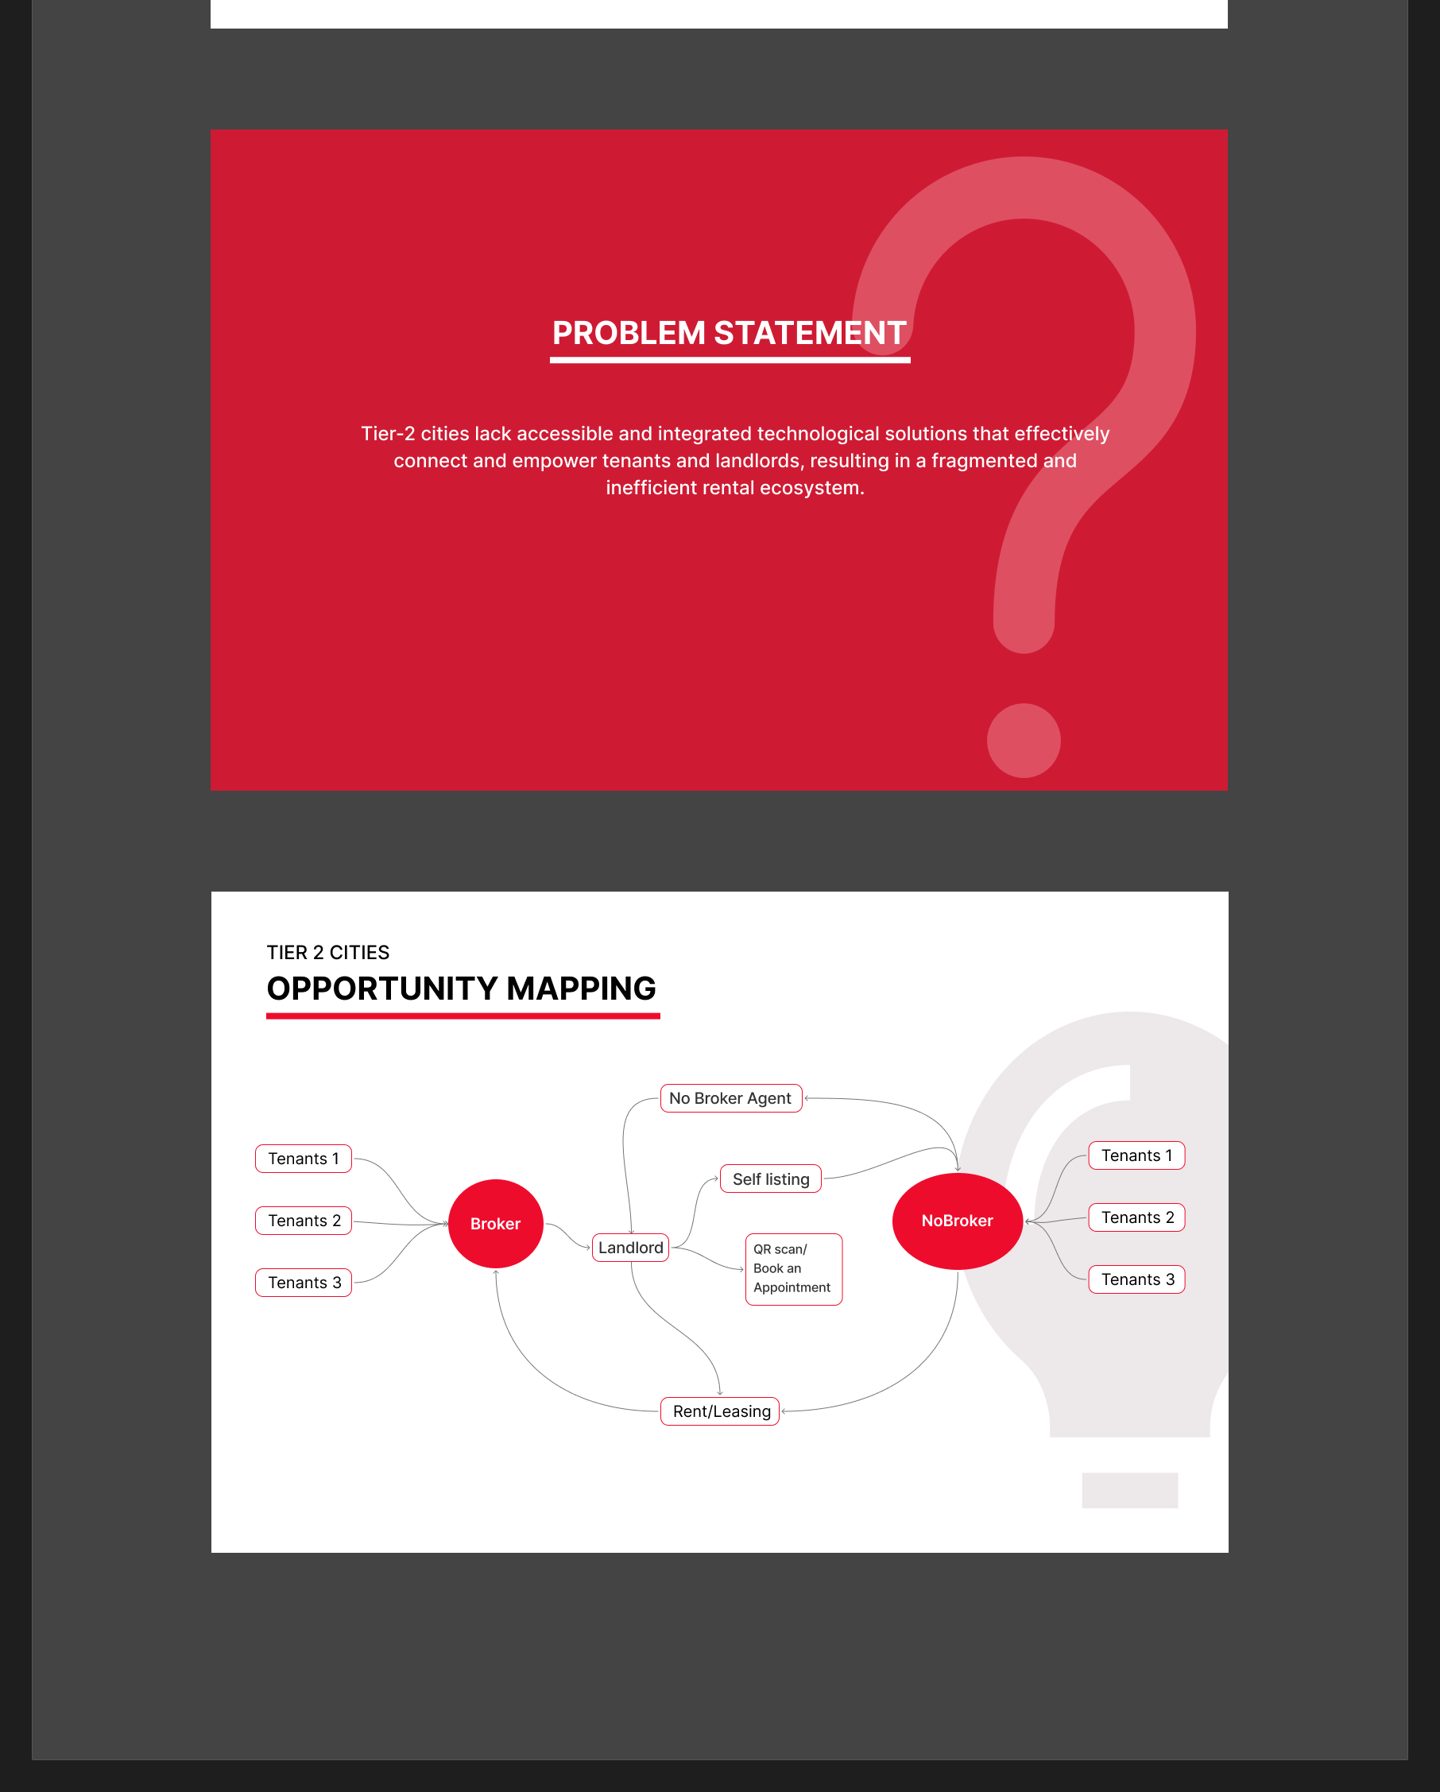 PROBLEM STATEMENT
Tier-2 cities lack accessible and integrated technological solutions that effectively
connect and empower tenants and landlords, resulting in a fragmented and
inefficient rental ecosystem.
TIER 2 CITIES
OPPORTUNITY MAPPING
No Broker Agent
Tenants 1
Tenants 2
Tenants 3
Broker
Landlord
Self listing
QR scan/
Book an
Appointment
NoBroker
Tenants 1
Tenants 2
Tenants 3
Rent/Leasing